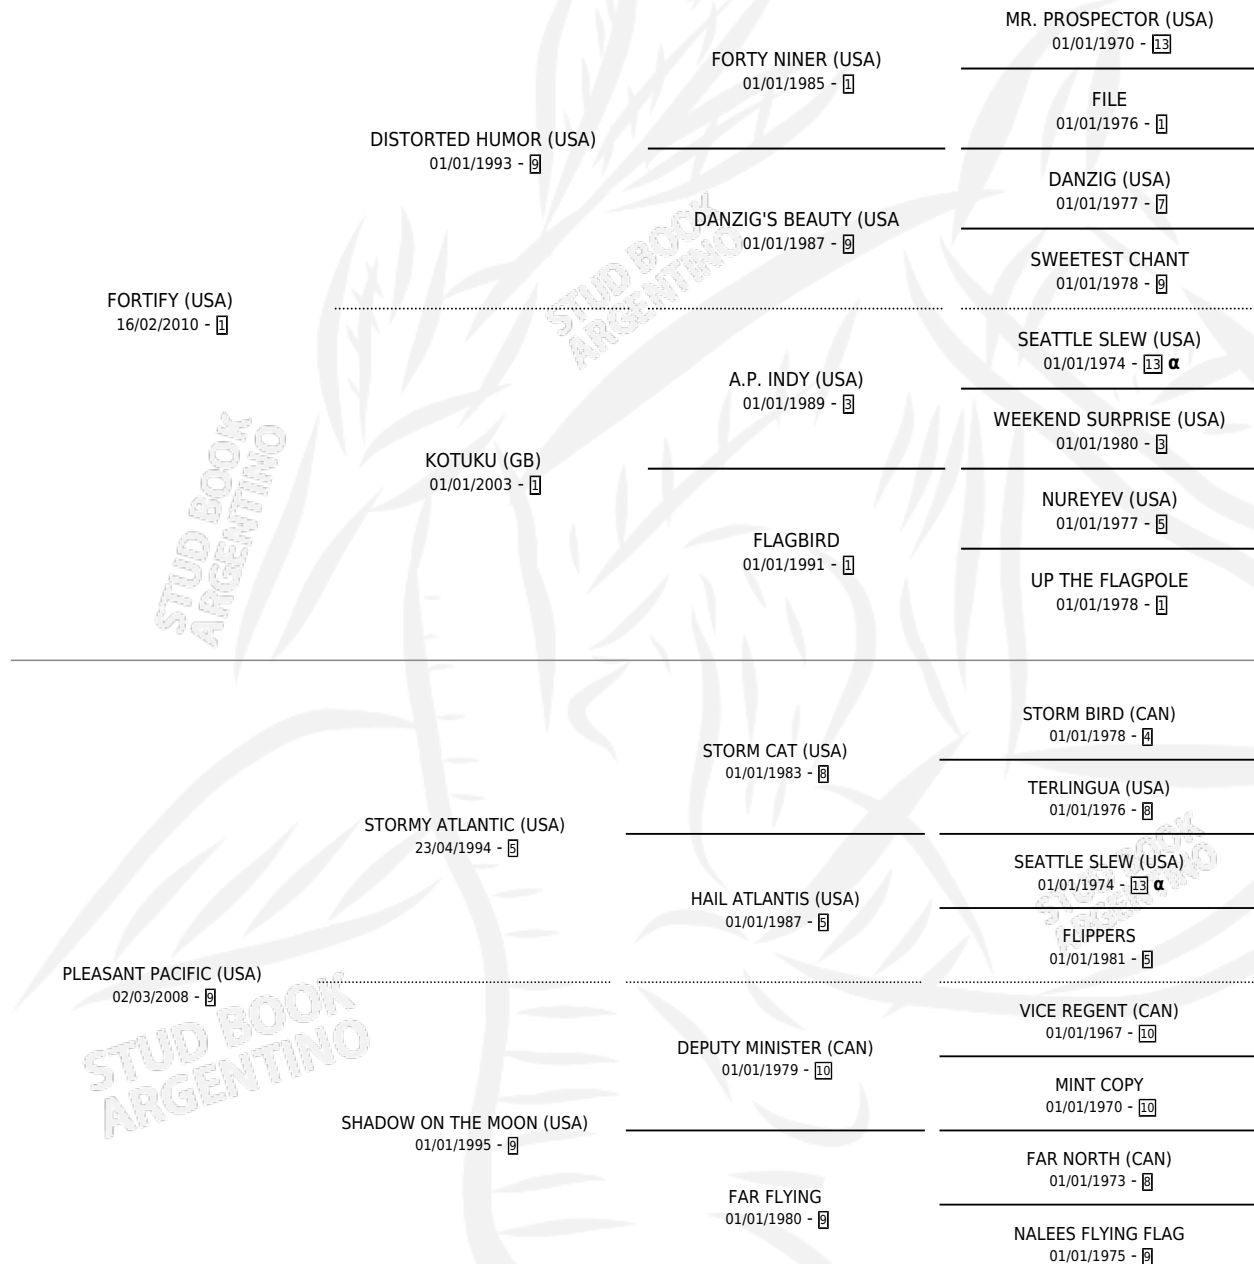 MR. PROSPECTOR (USA)
01/01/1970 - 13
FORTY NINER (USA)
01/01/1985 - 1
FILE
01/01/1976 - 1
DISTORTED HUMOR (USA)
01/01/1993 - 9
DANZIG (USA)
01/01/1977 - 7
DANZIG'S BEAUTY (USA
01/01/1987 - 9
SWEETEST CHANT
01/01/1978 - 9
FORTIFY (USA)
16/02/2010 - 1
SEATTLE SLEW (USA)
01/01/1974 - 13 α
A.P. INDY (USA)
01/01/1989 - 3
WEEKEND SURPRISE (USA)
01/01/1980 - 3
KOTUKU (GB)
01/01/2003 - 1
NUREYEV (USA)
01/01/1977 - 5
FLAGBIRD
01/01/1991 - 1
UP THE FLAGPOLE
01/01/1978 - 1
STORM BIRD (CAN)
01/01/1978 - 4
STORM CAT (USA)
01/01/1983 - 8
TERLINGUA (USA)
01/01/1976 - 8
STORMY ATLANTIC (USA)
23/04/1994 - 5
SEATTLE SLEW (USA)
01/01/1974 - 13 α
HAIL ATLANTIS (USA)
01/01/1987 - 5
FLIPPERS
01/01/1981 - 5
PLEASANT PACIFIC (USA)
02/03/2008 - 9
VICE REGENT (CAN)
01/01/1967 - 10
DEPUTY MINISTER (CAN)
01/01/1979 - 10
MINT COPY
01/01/1970 - 10
SHADOW ON THE MOON (USA)
01/01/1995 - 9
FAR NORTH (CAN)
01/01/1973 - 8
FAR FLYING
01/01/1980 - 9
NALEES FLYING FLAG
01/01/1975 - 9
STUD BOOK
ARGENTINO
STUD BOOK
ARGENTINO
STUD BOOK
ARGENTINO
STUD BOOK
ARGENTINO